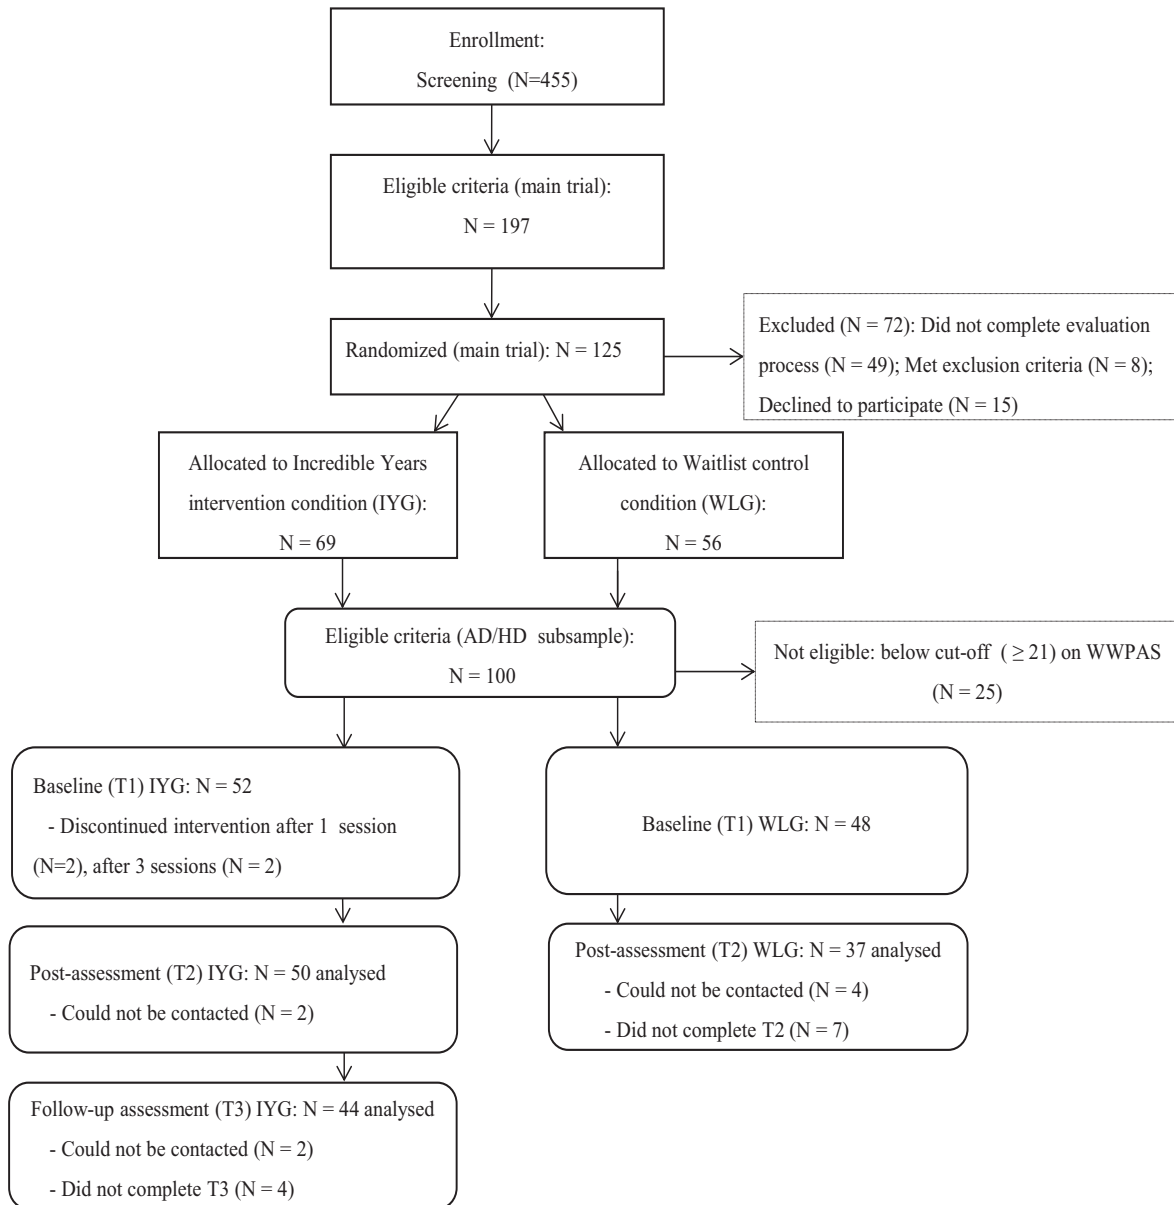 Enrollment:
Screening (N=455)
Eligible criteria (main trial):
N = 197
Randomized (main trial): N = 125
Excluded (N = 72): Did not complete evaluation
process (N = 49); Met exclusion criteria (N = 8);
Declined to participate (N = 15)
Allocated to Incredible Years
intervention condition (IYG):
N = 69
Allocated to Waitlist control
condition (WLG):
N = 56
Eligible criteria (AD/HD subsample):
N = 100
Not eligible: below cut-off ( ≥ 21) on WWPAS
(N = 25)
Baseline (T1) IYG: N = 52
- Discontinued intervention after 1 session
(N=2), after 3 sessions (N = 2)
Baseline (T1) WLG: N = 48
Post-assessment (T2) IYG: N = 50 analysed
- Could not be contacted (N = 2)
Post-assessment (T2) WLG: N = 37 analysed
- Could not be contacted (N = 4)
- Did not complete T2 (N = 7)
Follow-up assessment (T3) IYG: N = 44 analysed
- Could not be contacted (N = 2)
- Did not complete T3 (N = 4)